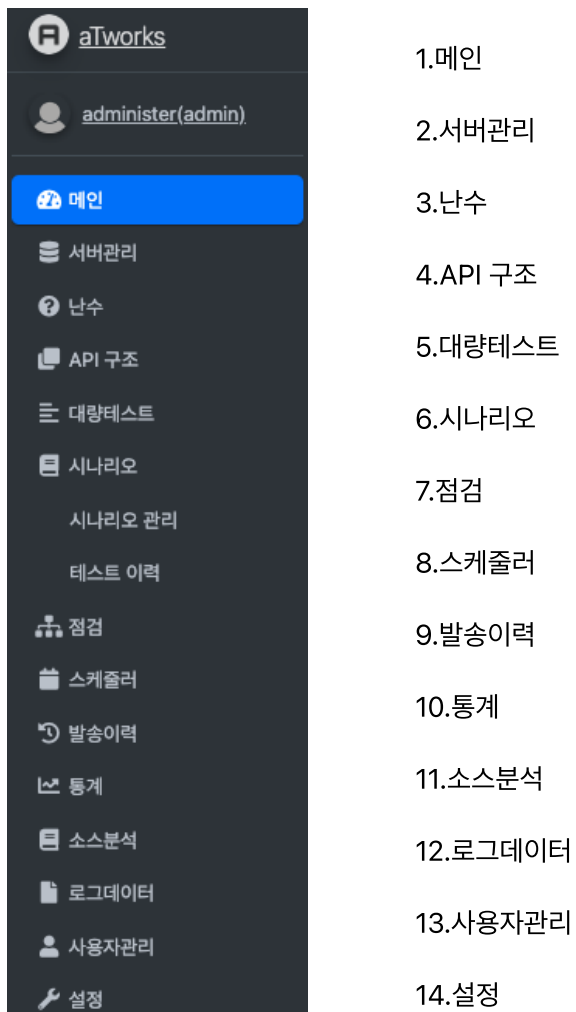 aTworks
administer(admin)
메인
서버관리
난수
API 구조
대량테스트
시나리오
시나리오 관리
테스트 이력
점검
스케줄러
발송이력
통계
소스분석
로그데이터
사용자관리
설정
1.메인
2.서버관리
3.난수
4.API 구조
5.대량테스트
6.시나리오
7.점검
8.스케줄러
9.발송이력
10.통계
11.소스분석
12.로그데이터
13.사용자관리
14.설정